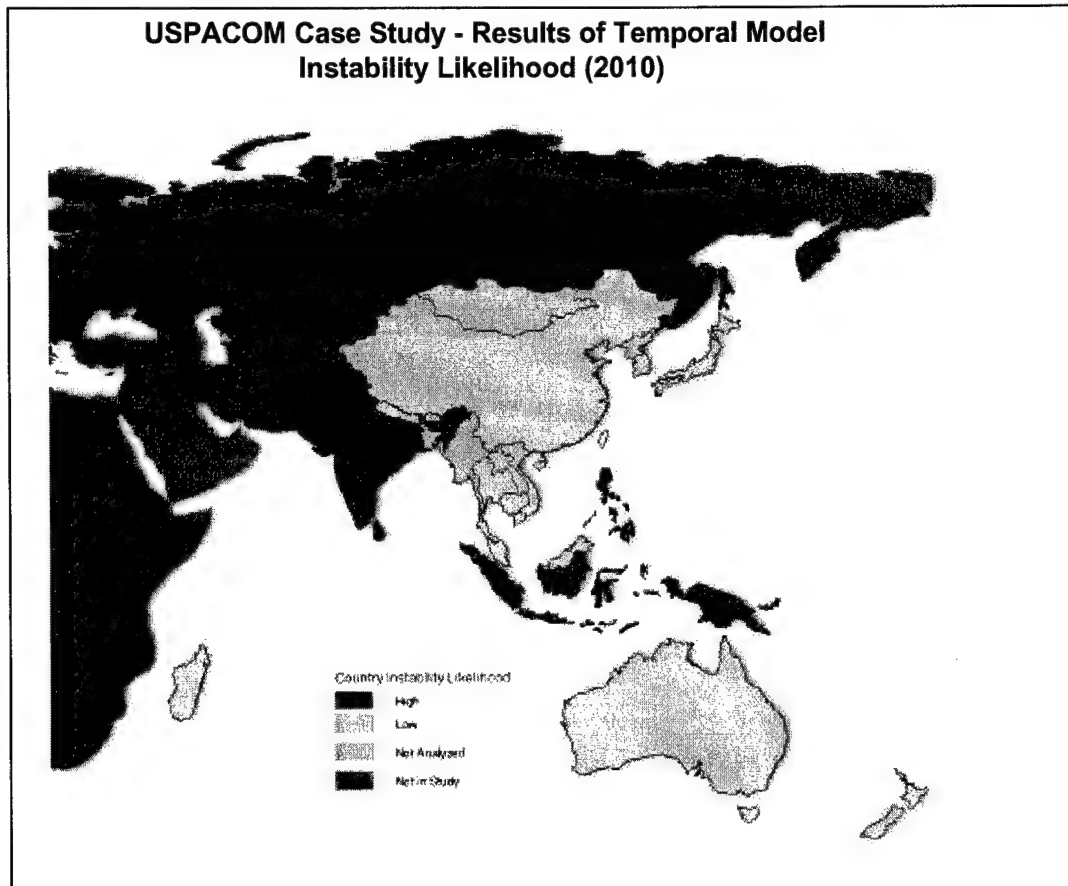 USPACOM Case Study - Results of Temporal Model
Instability Likelihood (2010)
Country Instability Likelihood
High
Low
Not Analyzed
Not in Study